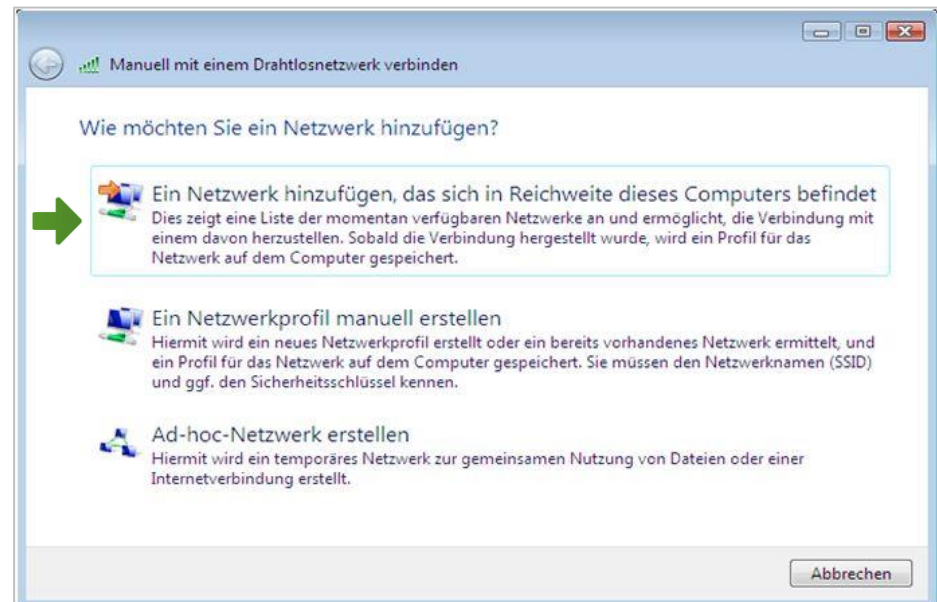 Manuell mit einem Drahtlosnetzwerk verbinden
Wie möchten Sie ein Netzwerk hinzufügen?
Ein Netzwerk hinzufügen, das sich in Reichweite dieses Computers befindet
Dies zeigt eine Liste der momentan verfügbaren Netzwerke an und ermöglicht, die Verbindung mit
einem davon herzustellen. Sobald die Verbindung hergestellt wurde, wird ein Profil für das
Netzwerk auf dem Computer gespeichert.
Ein Netzwerkprofil manuell erstellen
Hiermit wird ein neues Netzwerkprofil erstellt oder ein bereits vorhandenes Netzwerk ermittelt, und
ein Profil für das Netzwerk auf dem Computer gespeichert. Sie müssen den Netzwerknamen (SSID)
und ggf. den Sicherheitsschlüssel kennen.
Ad-hoc-Netzwerk erstellen
Hiermit wird ein temporäres Netzwerk zur gemeinsamen Nutzung von Dateien oder einer
Internetverbindung erstellt.
Abbrechen